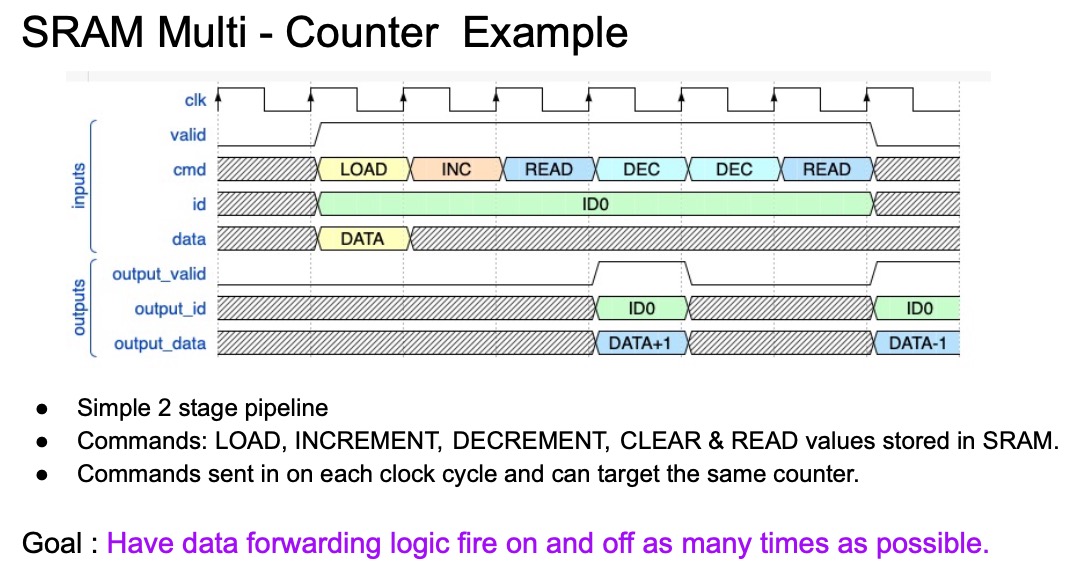 SRAM Multi - Counter Example
clk
valid
inputs
cmd LOAD INC READ DEC DEC READ
id ID0
data DATA
outputs
output_valid
output_id ID0 ID0
output_data DATA+1 DATA-1
● Simple 2 stage pipeline
● Commands: LOAD, INCREMENT, DECREMENT, CLEAR & READ values stored in SRAM.
● Commands sent in on each clock cycle and can target the same counter.
Goal : Have data forwarding logic fire on and off as many times as possible.